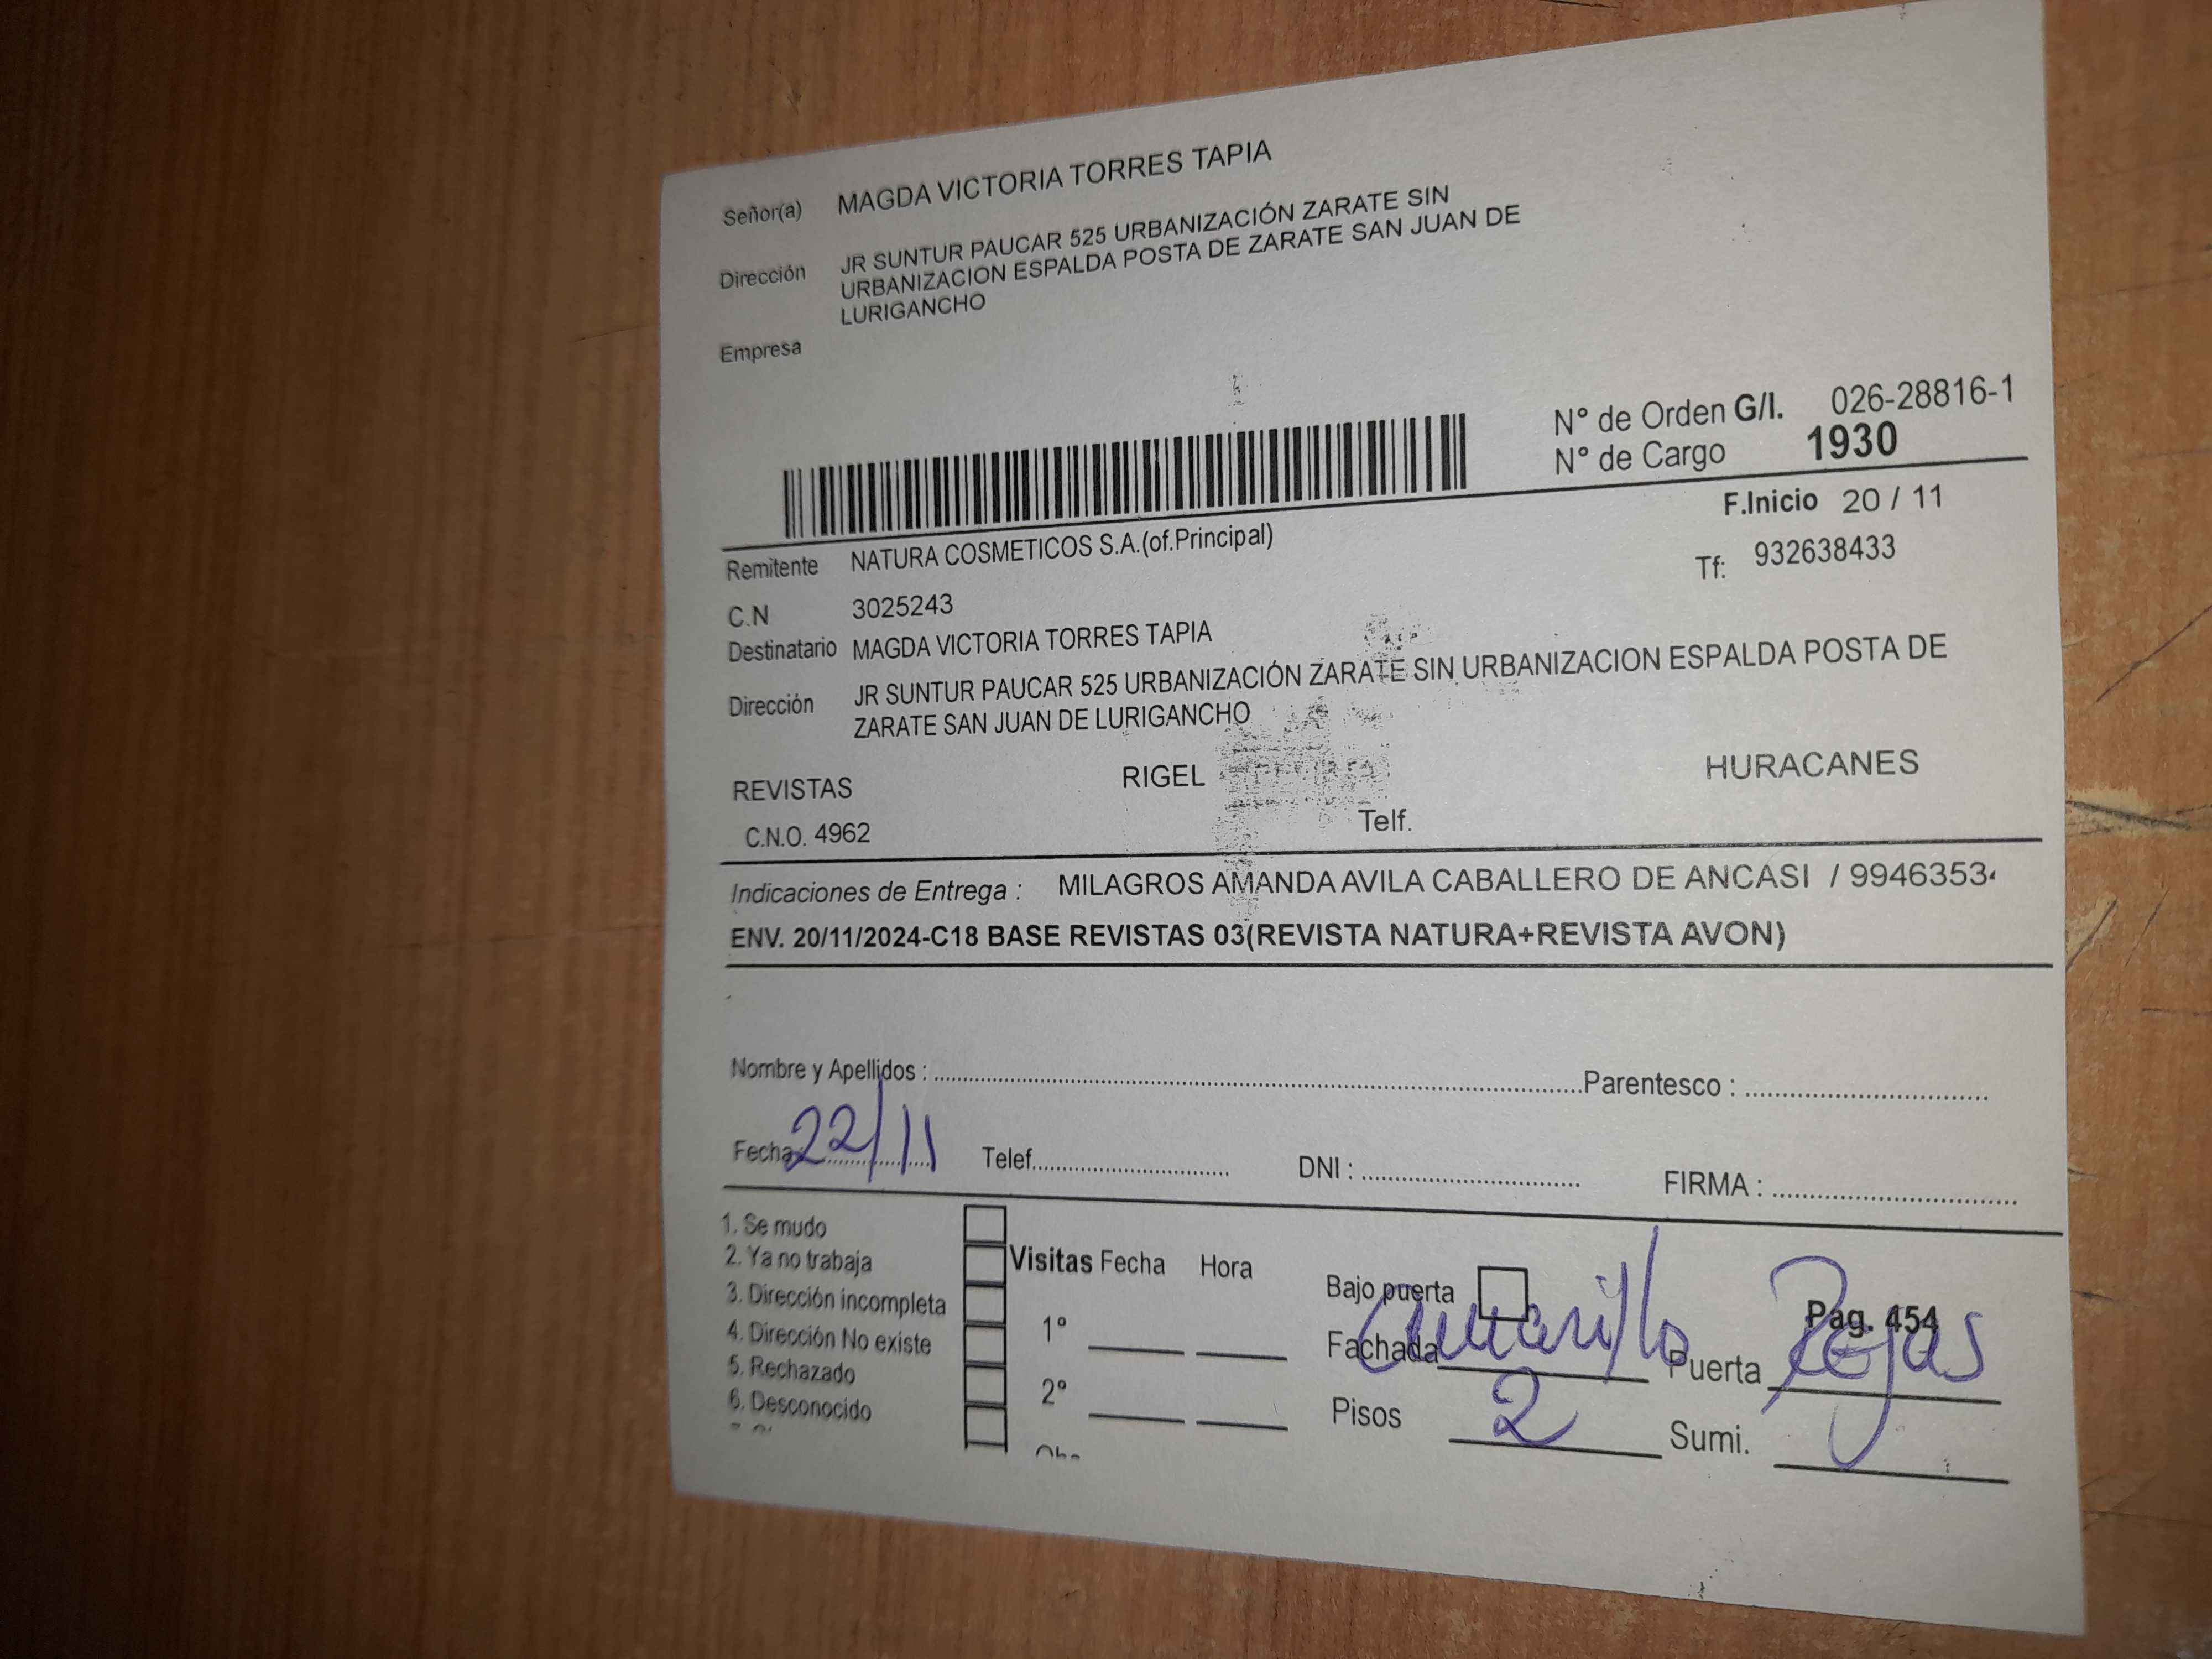 Señor(a) MAGDA VICTORIA TORRES TAPIA
Dirección JR SUNTUR PAUCAR 525 URBANIZACIÓN ZARATE SIN
URBANIZACION ESPALDA POSTA DE ZARATE SAN JUAN DE
LURIGANCHO
Empresa
N° de Orden G/I. 026-28816-1
N° de Cargo 1930
F.Inicio 20 / 11
Remitente NATURA COSMETICOS S.A.(of.Principal)
Tf: 932638433
C.N 3025243
Destinatario MAGDA VICTORIA TORRES TAPIA
Dirección JR SUNTUR PAUCAR 525 URBANIZACIÓN ZARATE SIN URBANIZACION ESPALDA POSTA DE
ZARATE SAN JUAN DE LURIGANCHO
REVISTAS RIGEL HURACANES
C.N.O. 4962 Telf.
Indicaciones de Entrega : MILAGROS AMANDA AVILA CABALLERO DE ANCASI / 9946353
ENV. 20/11/2024-C18 BASE REVISTAS 03(REVISTA NATURA+REVISTA AVON)
Nombre y Apellidos : Parentesco :
Fecha: 22/11 Telef. DNI : FIRMA :
1. Se mudo
2. Ya no trabaja
3. Dirección incompleta
4. Dirección No existe
5. Rechazado
6. Desconocido
Visitas Fecha Hora
1°
2°
Bajo puerta Pag. 454
Fachada Amarillo Puerta Rejas
Pisos 2 Sumi.